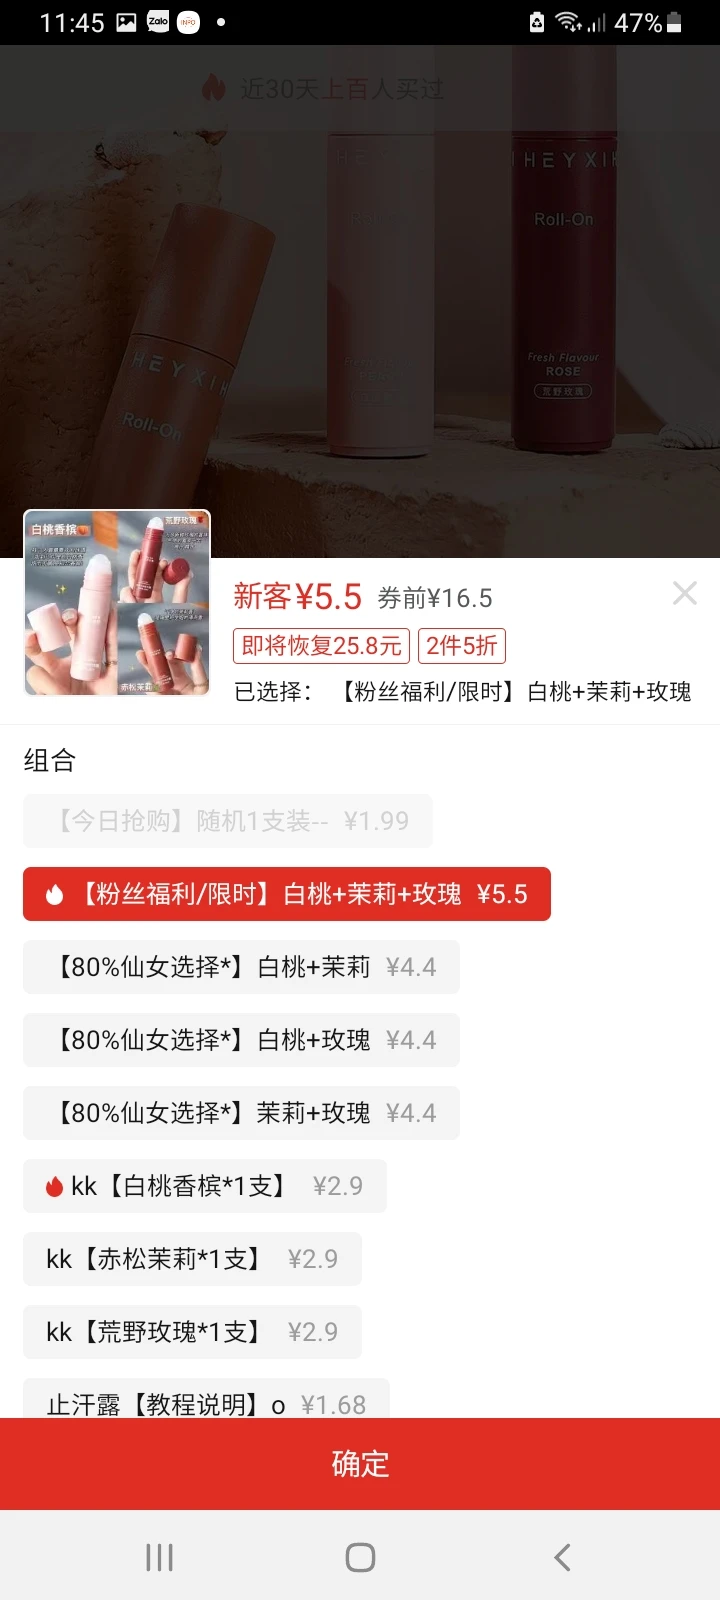 11:45 Zalo INFO 47%
近30天上百人买过
HEYXI
HEYXI
Roll-On
Roll-On
Fresh Flavour
ROSE
荒野玫瑰
HEYXI
Roll-On
白桃香槟
荒野玫瑰
赤松茉莉
新客¥5.5 券前¥16.5
即将恢复25.8元 2件5折
已选择: 【粉丝福利/限时】白桃+茉莉+玫瑰
组合
【今日抢购】随机1支装-- ¥1.99
【粉丝福利/限时】白桃+茉莉+玫瑰 ¥5.5
【80%仙女选择*】白桃+茉莉 ¥4.4
【80%仙女选择*】白桃+玫瑰 ¥4.4
【80%仙女选择*】茉莉+玫瑰 ¥4.4
kk【白桃香槟*1支】 ¥2.9
kk【赤松茉莉*1支】 ¥2.9
kk【荒野玫瑰*1支】 ¥2.9
止汗露【教程说明】o ¥1.68
确定